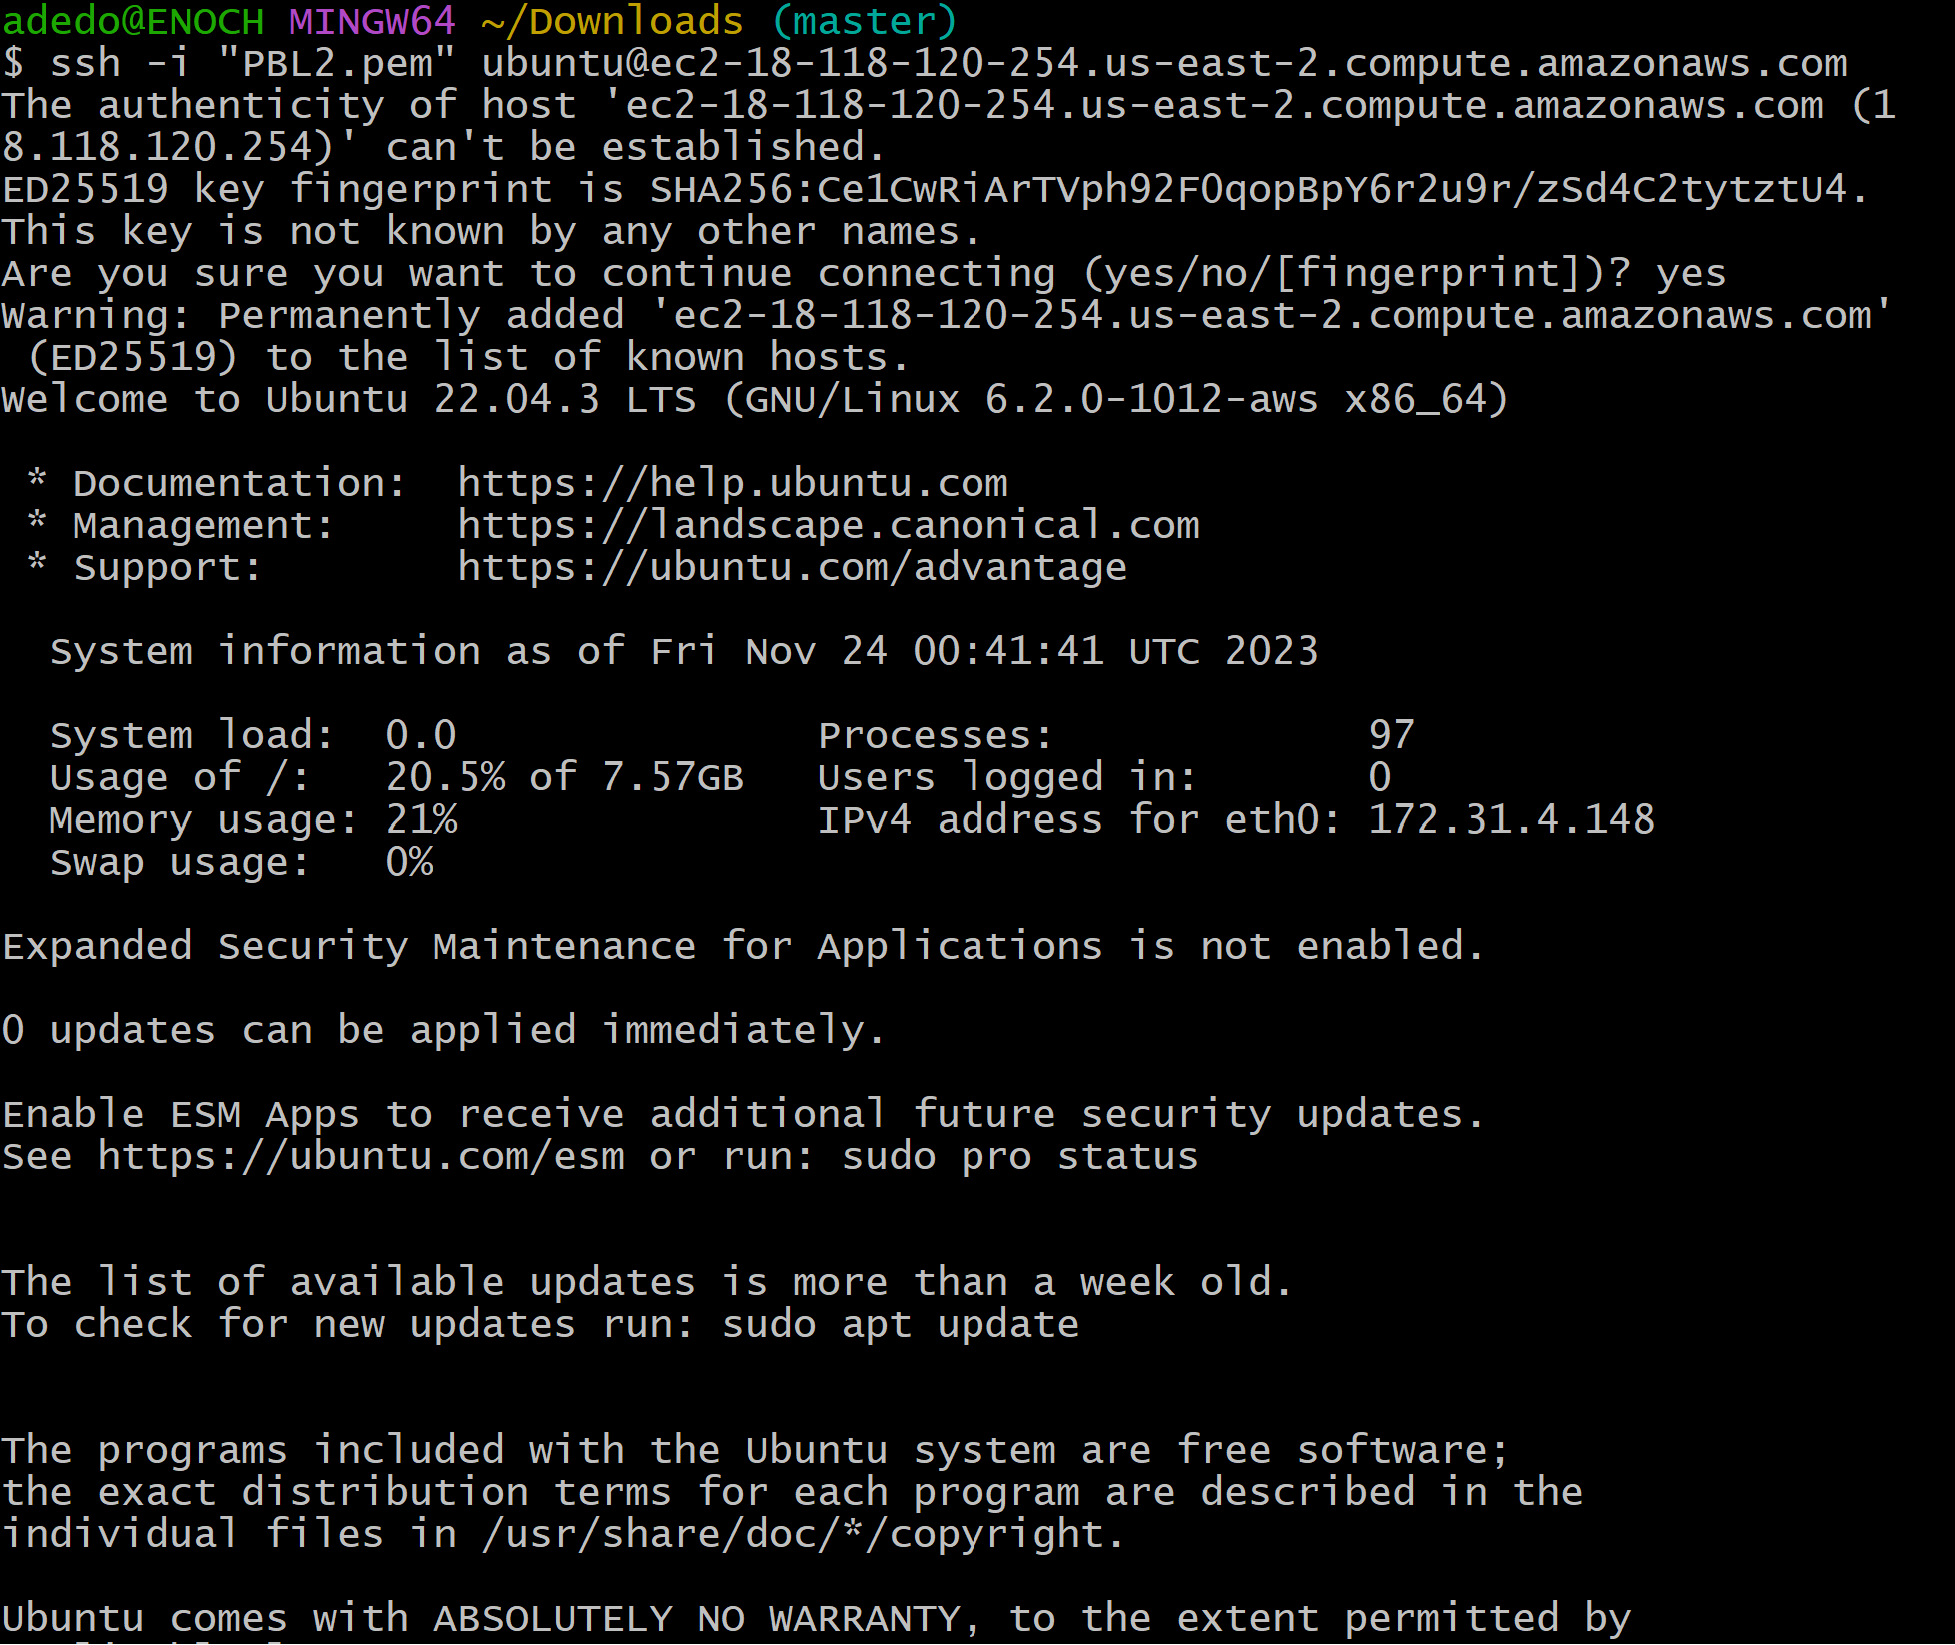 adedo@ENOCH MINGW64 ~/Downloads (master)
$ ssh -i "PBL2.pem" ubuntu@ec2-18-118-120-254.us-east-2.compute.amazonaws.com
The authenticity of host 'ec2-18-118-120-254.us-east-2.compute.amazonaws.com (1
8.118.120.254)' can't be established.
ED25519 key fingerprint is SHA256:Ce1CwRiArTVph92FOqopBpY6r2u9r/zSd4C2tytztU4.
This key is not known by any other names.
Are you sure you want to continue connecting (yes/no/[fingerprint])? yes
Warning: Permanently added 'ec2-18-118-120-254.us-east-2.compute.amazonaws.com'
 (ED25519) to the list of known hosts.
Welcome to Ubuntu 22.04.3 LTS (GNU/Linux 6.2.0-1012-aws x86_64)

 * Documentation:  https://help.ubuntu.com
 * Management:     https://landscape.canonical.com
 * Support:        https://ubuntu.com/advantage

  System information as of Fri Nov 24 00:41:41 UTC 2023

  System load:  0.0               Processes:             97
  Usage of /:   20.5% of 7.57GB   Users logged in:       0
  Memory usage: 21%               IPv4 address for eth0: 172.31.4.148
  Swap usage:   0%

Expanded Security Maintenance for Applications is not enabled.

0 updates can be applied immediately.

Enable ESM Apps to receive additional future security updates.
See https://ubuntu.com/esm or run: sudo pro status


The list of available updates is more than a week old.
To check for new updates run: sudo apt update


The programs included with the Ubuntu system are free software;
the exact distribution terms for each program are described in the
individual files in /usr/share/doc/*/copyright.

Ubuntu comes with ABSOLUTELY NO WARRANTY, to the extent permitted by